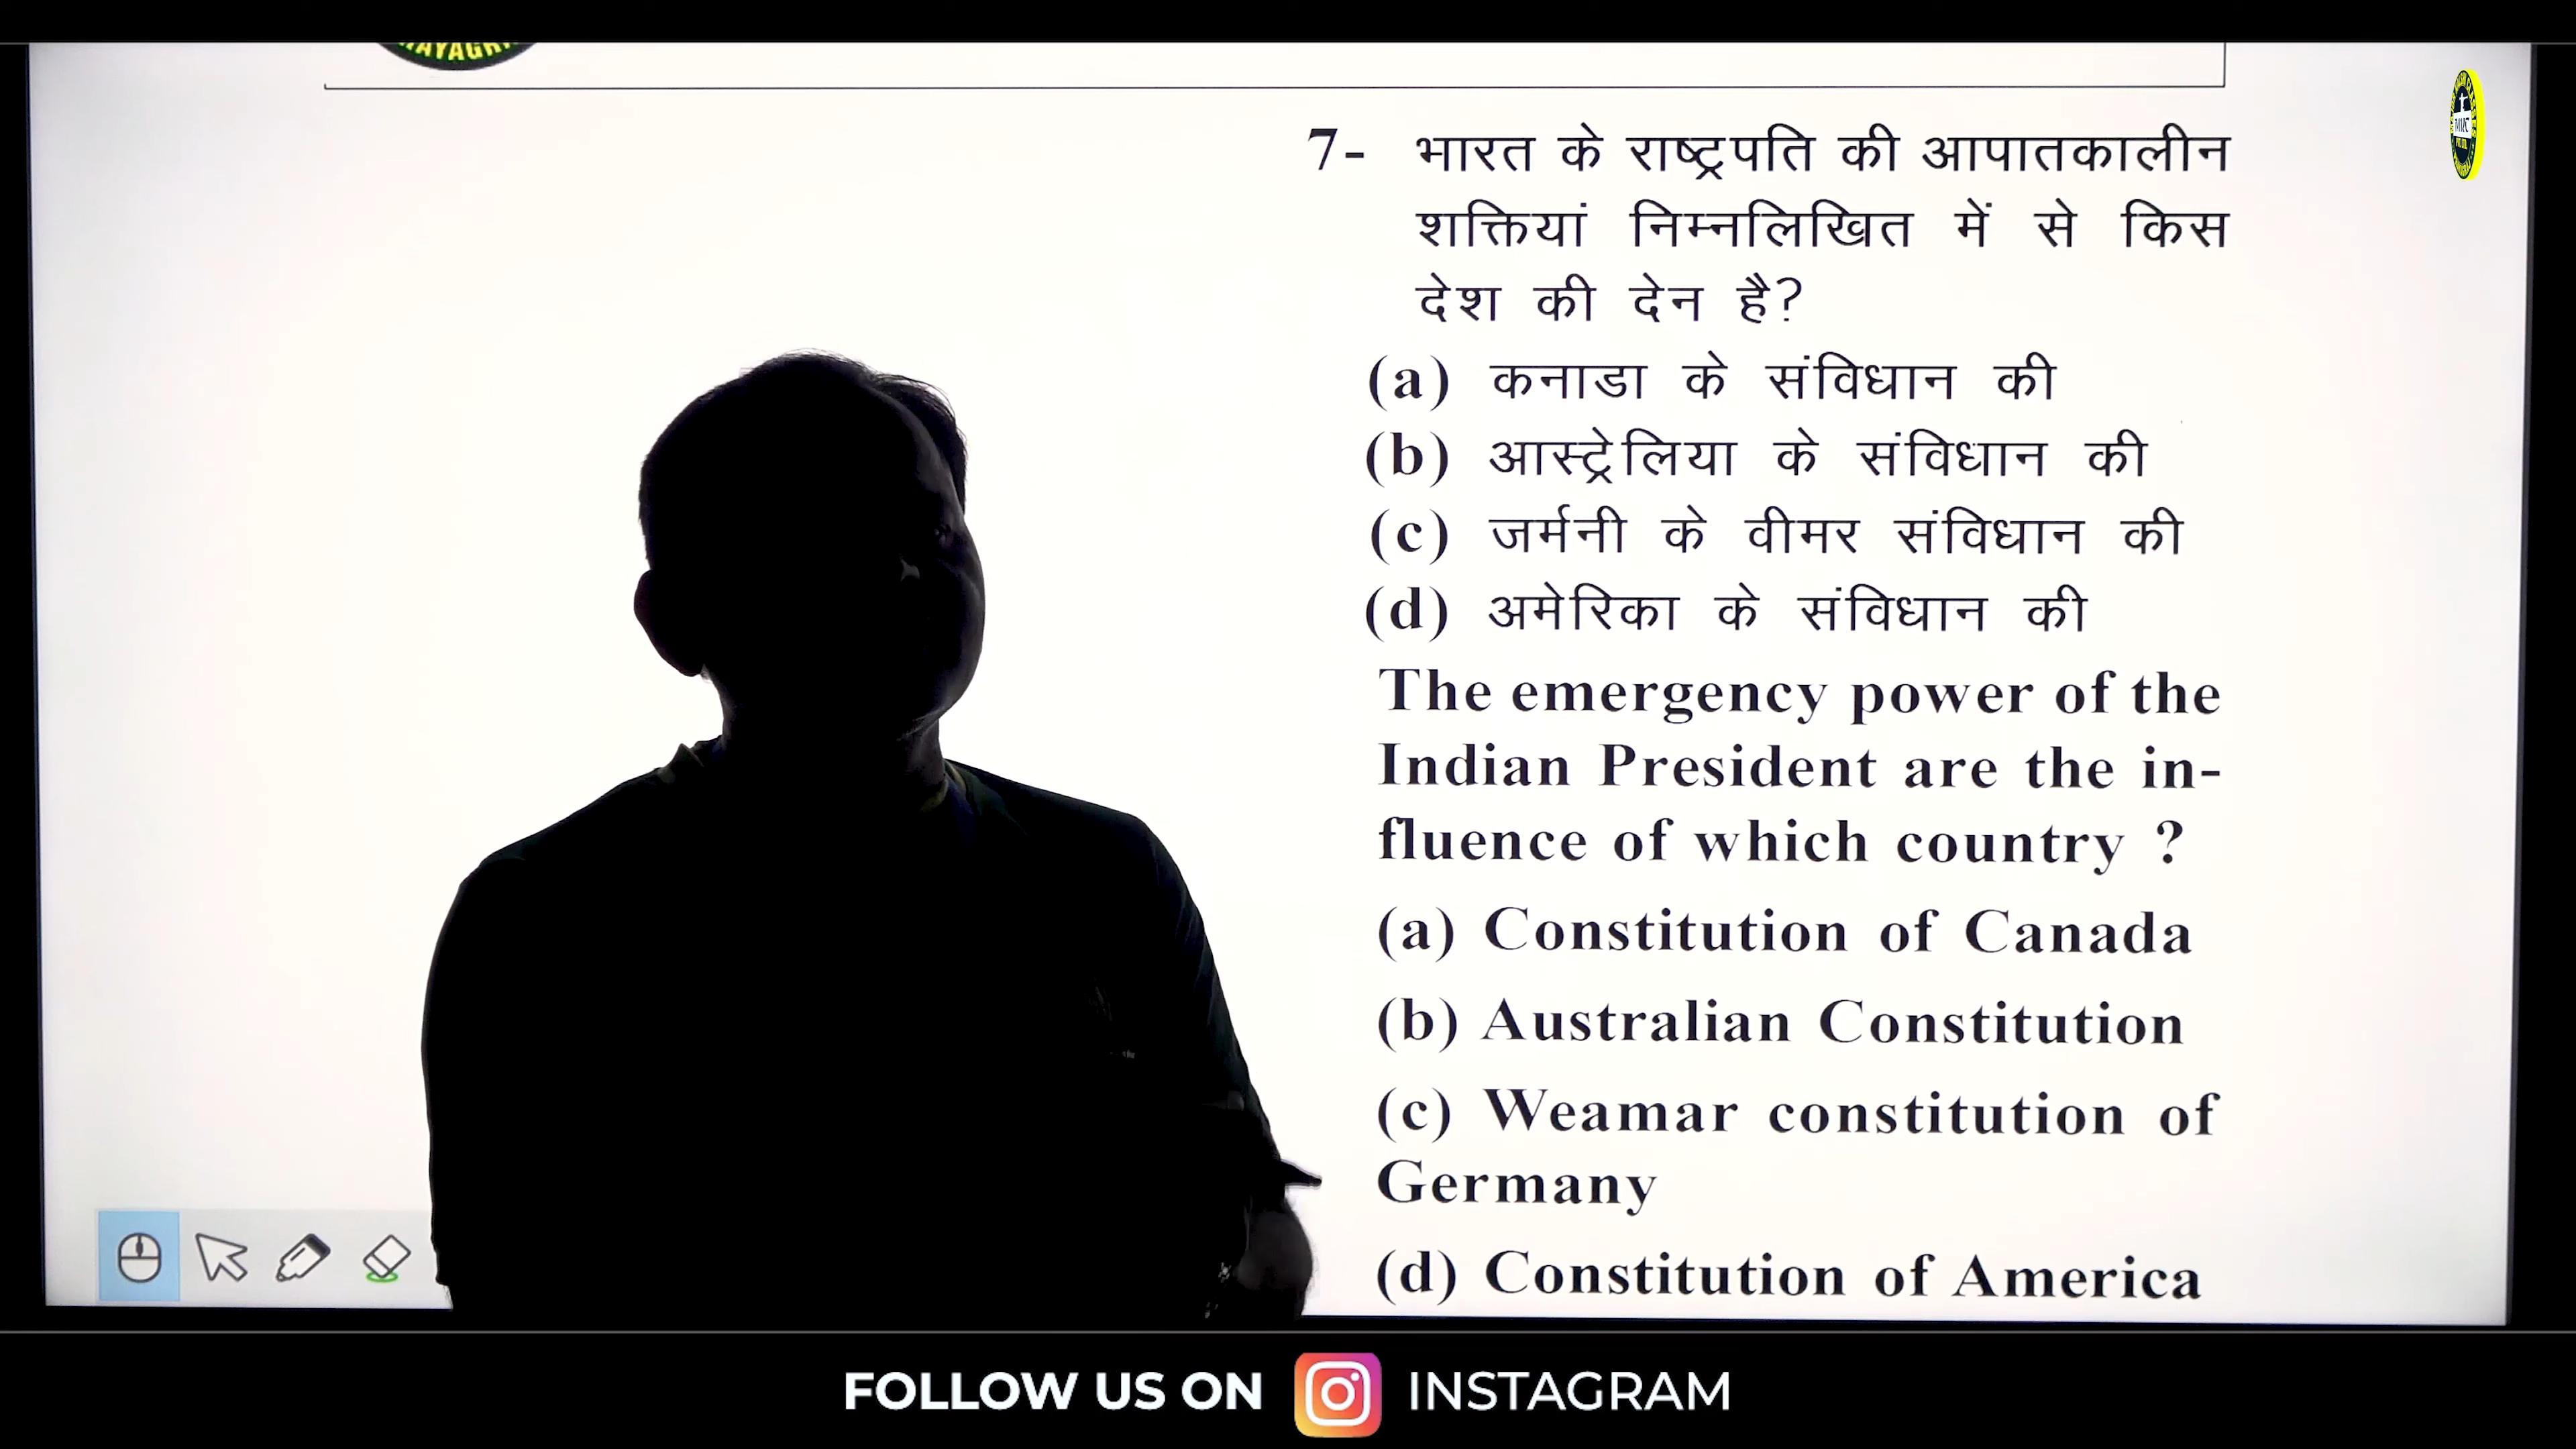 7- भारत के राष्ट्रपति की आपातकालीन
शक्तियां निम्नलिखित में से किस
देश की देन है?
(a) कनाडा के संविधान की
(b) आस्ट्रेलिया के संविधान की
(c) जर्मनी के वीमर संविधान की
(d) अमेरिका के संविधान की
The emergency power of the
Indian President are the in-
fluence of which country ?
(a) Constitution of Canada
(b) Australian Constitution
(c) Weamar constitution of
Germany
(d) Constitution of America
FOLLOW US ON INSTAGRAM